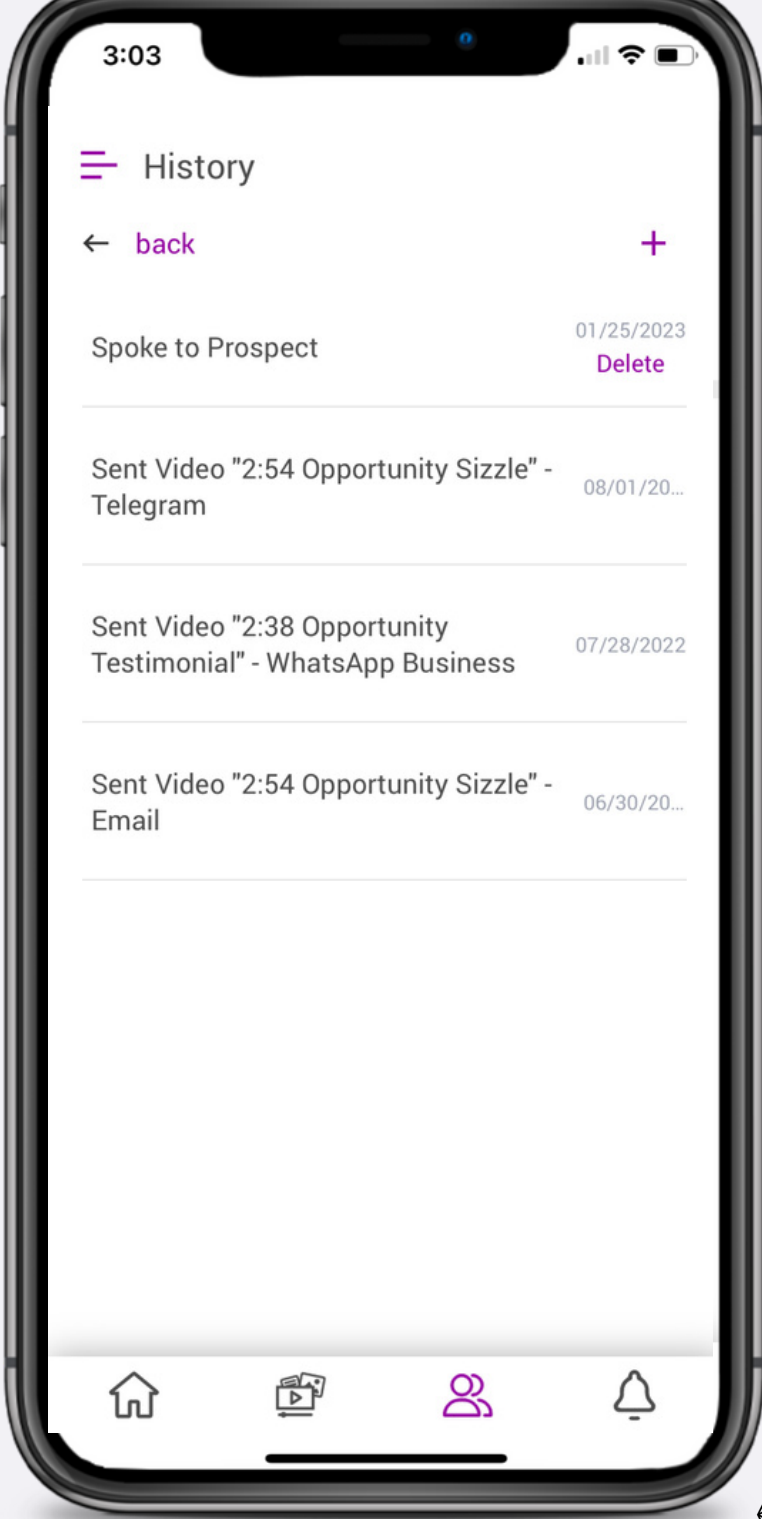 3:03
History
← back
+
Spoke to Prospect
01/25/2023
Delete
Sent Video "2:54 Opportunity Sizzle" -
Telegram
08/01/20...
Sent Video "2:38 Opportunity
Testimonial" - WhatsApp Business
07/28/2022
Sent Video "2:54 Opportunity Sizzle" -
Email
06/30/20...